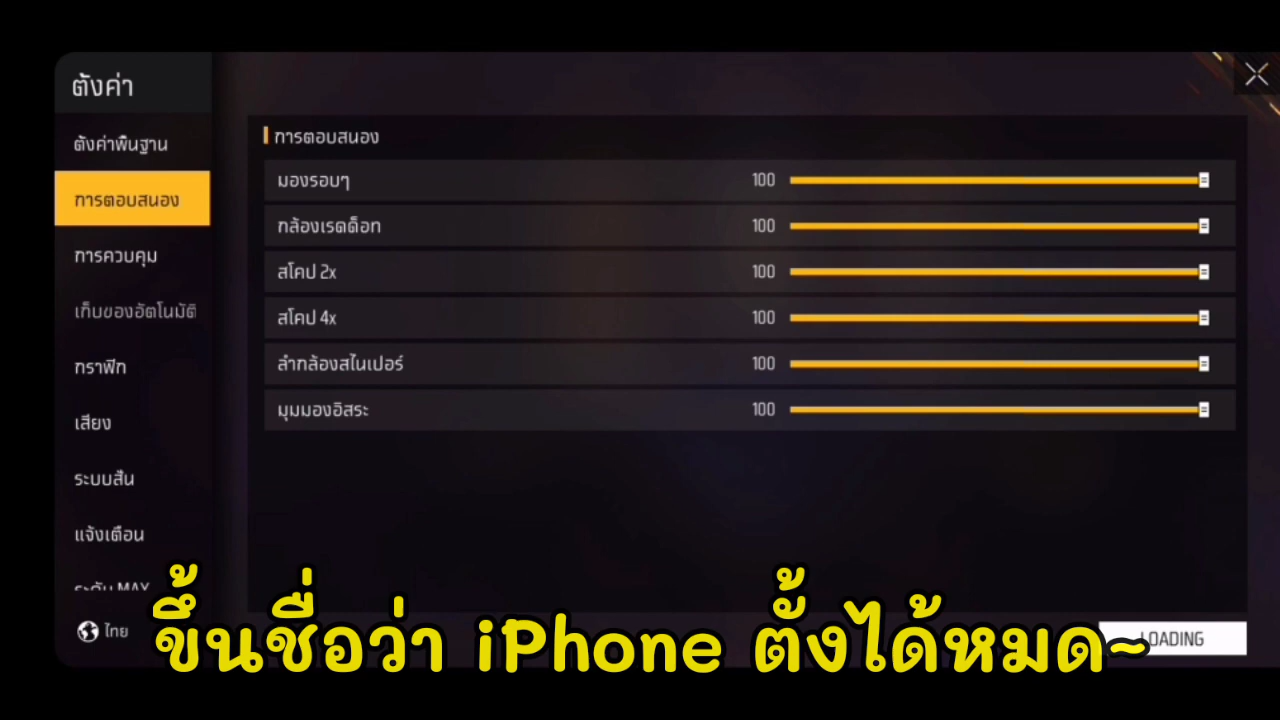 ตั้งค่า
ตั้งค่าพื้นฐาน
การตอบสนอง
การควบคุม
เก็บของอัตโนมัติ
กราฟิก
เสียง
ระบบสั่น
แจ้งเตือน
ระดับ MAX
ไทย
การตอบสนอง
มองรอบๆ 100
กล้องเรดด็อท 100
สโคป 2x 100
สโคป 4x 100
ลำกล้องสไนเปอร์ 100
มุมมองอิสระ 100
LOADING
ขึ้นชื่อว่า iPhone ตั้งได้หมด~